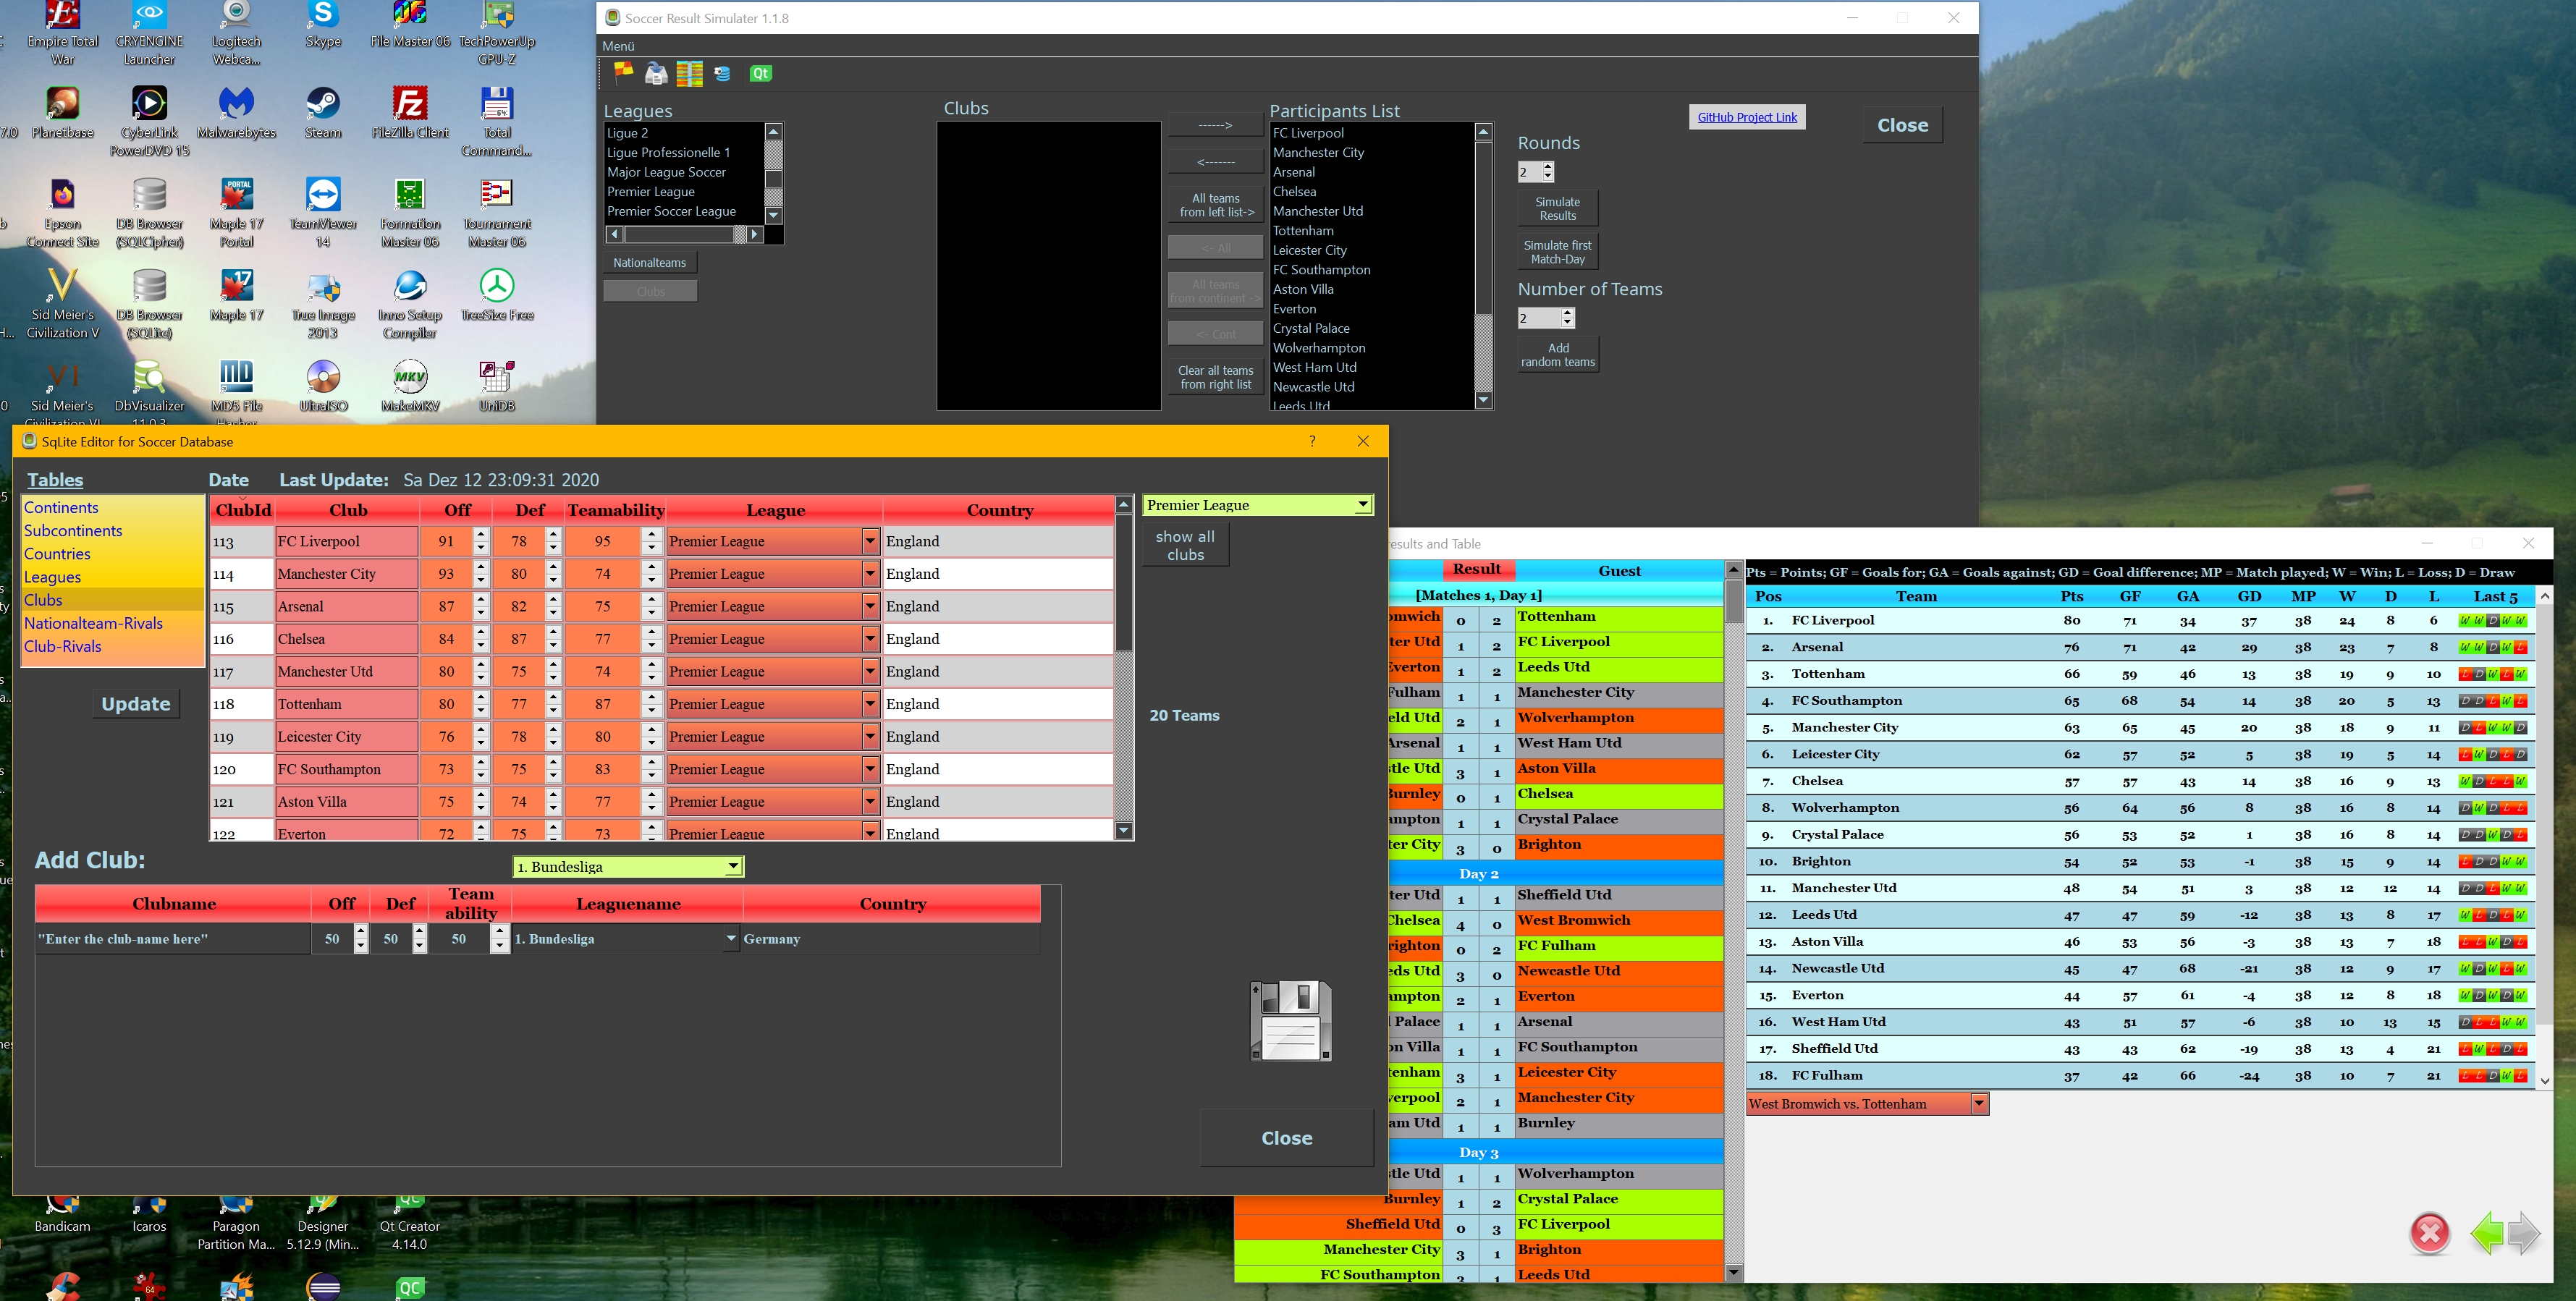 Empire Total War
CRYENGINE Launcher
Logitech Webca...
Skype
File Master 06
TechPowerUp GPU-Z
7.0
Planetbase
CyberLink PowerDVD 15
Malwarebytes
Steam
FileZilla Client
Total Command...
Epson Connect Site
DB Browser (SQLCipher)
Maple 17 Portal
TeamViewer 14
Formation Master 06
Tournament Master 06
Sid Meier's Civilization V
DB Browser (SQLite)
Maple 17
True Image 2013
Inno Setup Compiler
TreeSize Free
Sid Meier's Civilization VI
DbVisualizer 11.0.3
MD5 File Hasher
UltraISO
MakeMKV
UniDB
Soccer Result Simulater 1.1.8
Menü
Leagues
Ligue 2
Ligue Professionelle 1
Major League Soccer
Premier League
Premier Soccer League
Nationalteams
Clubs
Clubs
------>
<-------
All teams from left list->
<- All
All teams from continent ->
<- Cont
Clear all teams from right list
Participants List
FC Liverpool
Manchester City
Arsenal
Chelsea
Manchester Utd
Tottenham
Leicester City
FC Southampton
Aston Villa
Everton
Crystal Palace
Wolverhampton
West Ham Utd
Newcastle Utd
Leeds Utd
Rounds
2
Simulate Results
Simulate first Match-Day
Number of Teams
2
Add random teams
GitHub Project Link
Close
SqLite Editor for Soccer Database
Tables
Continents
Subcontinents
Countries
Leagues
Clubs
Nationalteam-Rivals
Club-Rivals
Update
Date Last Update: Sa Dez 12 23:09:31 2020
ClubId Club Off Def Teamability League Country
113 FC Liverpool 91 78 95 Premier League England
114 Manchester City 93 80 74 Premier League England
115 Arsenal 87 82 75 Premier League England
116 Chelsea 84 87 77 Premier League England
117 Manchester Utd 80 75 74 Premier League England
118 Tottenham 80 77 87 Premier League England
119 Leicester City 76 78 80 Premier League England
120 FC Southampton 73 75 83 Premier League England
121 Aston Villa 75 74 77 Premier League England
122 Everton 72 75 73 Premier League England
Premier League
show all clubs
20 Teams
Add Club:
1. Bundesliga
Clubname Off Def Team ability Leaguename Country
"Enter the club-name here" 50 50 50 1. Bundesliga Germany
Close
esults and Table
Result Guest
[Matches 1, Day 1]
mwich 0 2 Tottenham
ter Utd 1 2 FC Liverpool
Everton 1 2 Leeds Utd
Fulham 1 1 Manchester City
eld Utd 2 1 Wolverhampton
Arsenal 1 1 West Ham Utd
stle Utd 3 1 Aston Villa
Burnley 0 1 Chelsea
ampton 1 1 Crystal Palace
ter City 3 0 Brighton
Day 2
ter Utd 1 1 Sheffield Utd
Chelsea 4 0 West Bromwich
righton 0 2 FC Fulham
eds Utd 3 0 Newcastle Utd
ampton 2 1 Everton
l Palace 1 1 Arsenal
on Villa 1 1 FC Southampton
tenham 3 1 Leicester City
verpool 2 1 Manchester City
am Utd 1 1 Burnley
Day 3
stle Utd 1 1 Wolverhampton
Burnley 1 2 Crystal Palace
Sheffield Utd 0 3 FC Liverpool
Manchester City 3 1 Brighton
FC Southampton 3 1 Leeds Utd
Pts = Points; GF = Goals for; GA = Goals against; GD = Goal difference; MP = Match played; W = Win; L = Loss; D = Draw
Pos Team Pts GF GA GD MP W D L Last 5
1. FC Liverpool 80 71 34 37 38 24 8 6 W W D W W
2. Arsenal 76 71 42 29 38 23 7 8 W W D W L
3. Tottenham 66 59 46 13 38 19 9 10 L D W L W
4. FC Southampton 65 68 54 14 38 20 5 13 D D L W L
5. Manchester City 63 65 45 20 38 18 9 11 D L W W D
6. Leicester City 62 57 52 5 38 19 5 14 L W D L D
7. Chelsea 57 57 43 14 38 16 9 13 W D L L W
8. Wolverhampton 56 64 56 8 38 16 8 14 D W D L L
9. Crystal Palace 56 53 52 1 38 16 8 14 D D W D L
10. Brighton 54 52 53 -1 38 15 9 14 L D D W W
11. Manchester Utd 48 54 51 3 38 12 12 14 D D L W W
12. Leeds Utd 47 47 59 -12 38 13 8 17 W L D L W
13. Aston Villa 46 53 56 -3 38 13 7 18 L L W D L
14. Newcastle Utd 45 47 68 -21 38 12 9 17 W D W L W
15. Everton 44 57 61 -4 38 12 8 18 W D W D W
16. West Ham Utd 43 51 57 -6 38 10 13 15 D L L W W
17. Sheffield Utd 43 43 62 -19 38 13 4 21 L W L D L
18. FC Fulham 37 42 66 -24 38 10 7 21 L L D W L
West Bromwich vs. Tottenham
Bandicam
Icaros
Paragon Partition Ma...
Designer 5.12.9 (Min...
Qt Creator 4.14.0